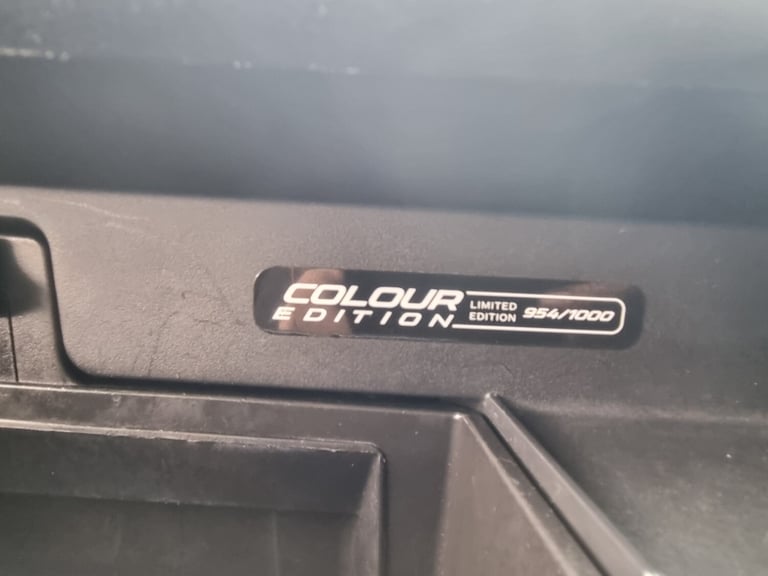 COLOUR
EDITION
LIMITED
EDITION
954/1000